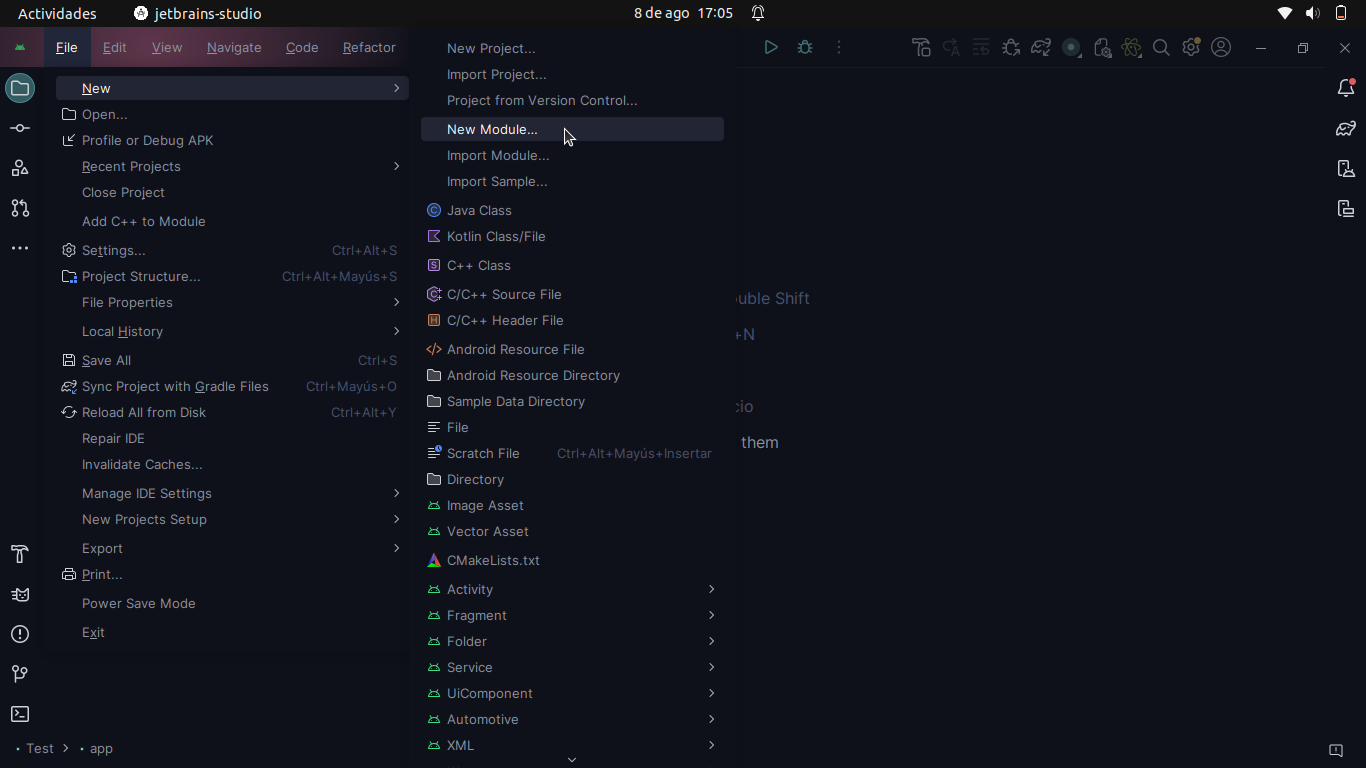 Actividades
jetbrains-studio
8 de ago 17:05
File
Edit
View
Navigate
Code
Refactor
New
Open...
Profile or Debug APK
Recent Projects
Close Project
Add C++ to Module
Settings... Ctrl+Alt+S
Project Structure... Ctrl+Alt+Mayús+S
File Properties
Local History
Save All Ctrl+S
Sync Project with Gradle Files Ctrl+Mayús+O
Reload All from Disk Ctrl+Alt+Y
Repair IDE
Invalidate Caches...
Manage IDE Settings
New Projects Setup
Export
Print...
Power Save Mode
Exit
New Project...
Import Project...
Project from Version Control...
New Module...
Import Module...
Import Sample...
Java Class
Kotlin Class/File
C++ Class
C/C++ Source File
C/C++ Header File
Android Resource File
Android Resource Directory
Sample Data Directory
File
Scratch File Ctrl+Alt+Mayús+Insertar
Directory
Image Asset
Vector Asset
CMakeLists.txt
Activity
Fragment
Folder
Service
UiComponent
Automotive
XML
uble Shift
+N
cio
them
Test
app